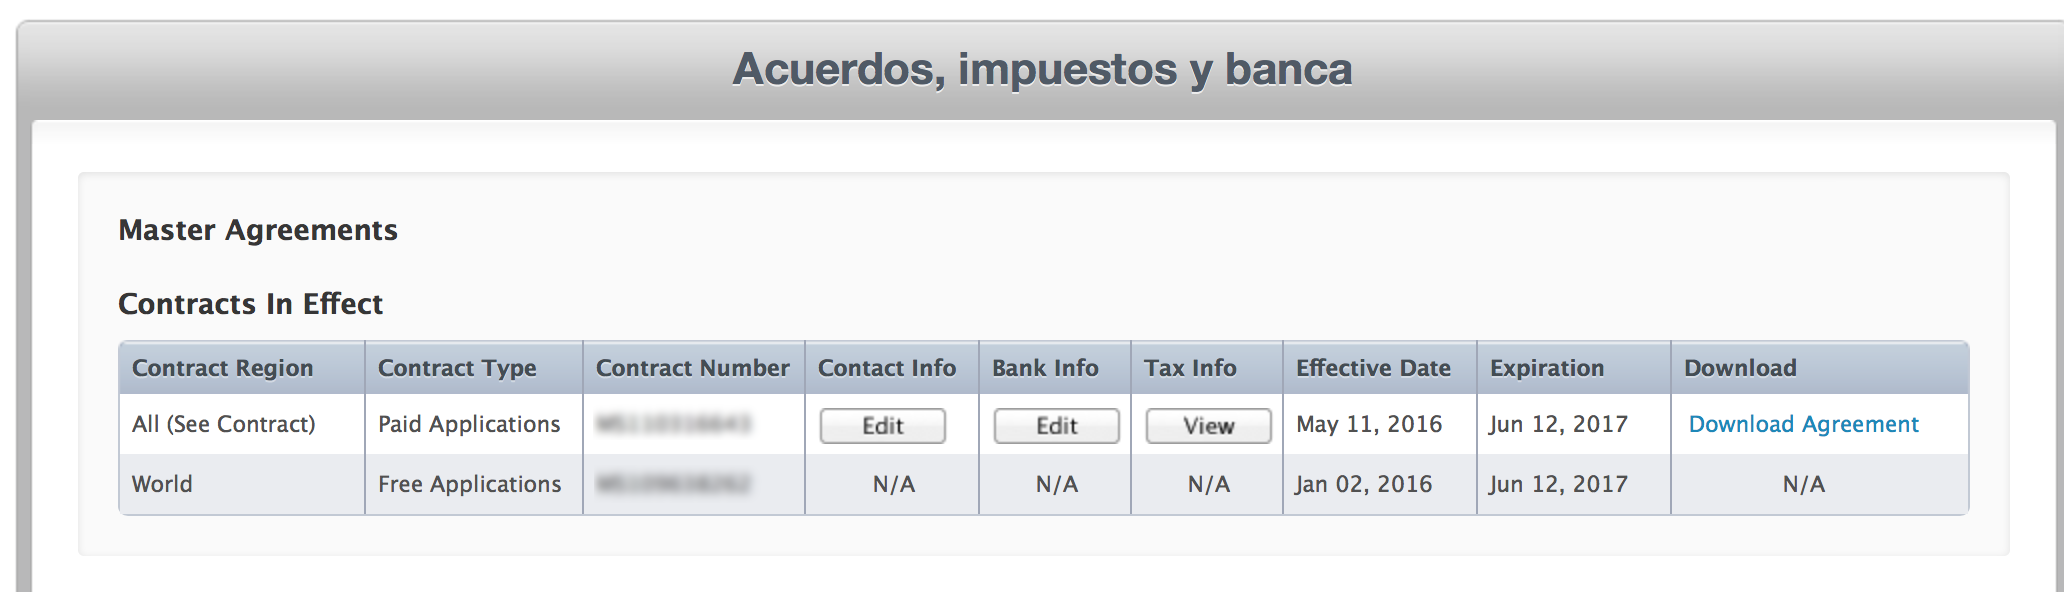 Acuerdos, impuestos y banca
Master Agreements
Contracts In Effect
Contract Region Contract Type Contract Number Contact Info Bank Info Tax Info Effective Date Expiration Download
All (See Contract) Paid Applications Edit Edit View May 11, 2016 Jun 12, 2017 Download Agreement
World Free Applications N/A N/A N/A Jan 02, 2016 Jun 12, 2017 N/A